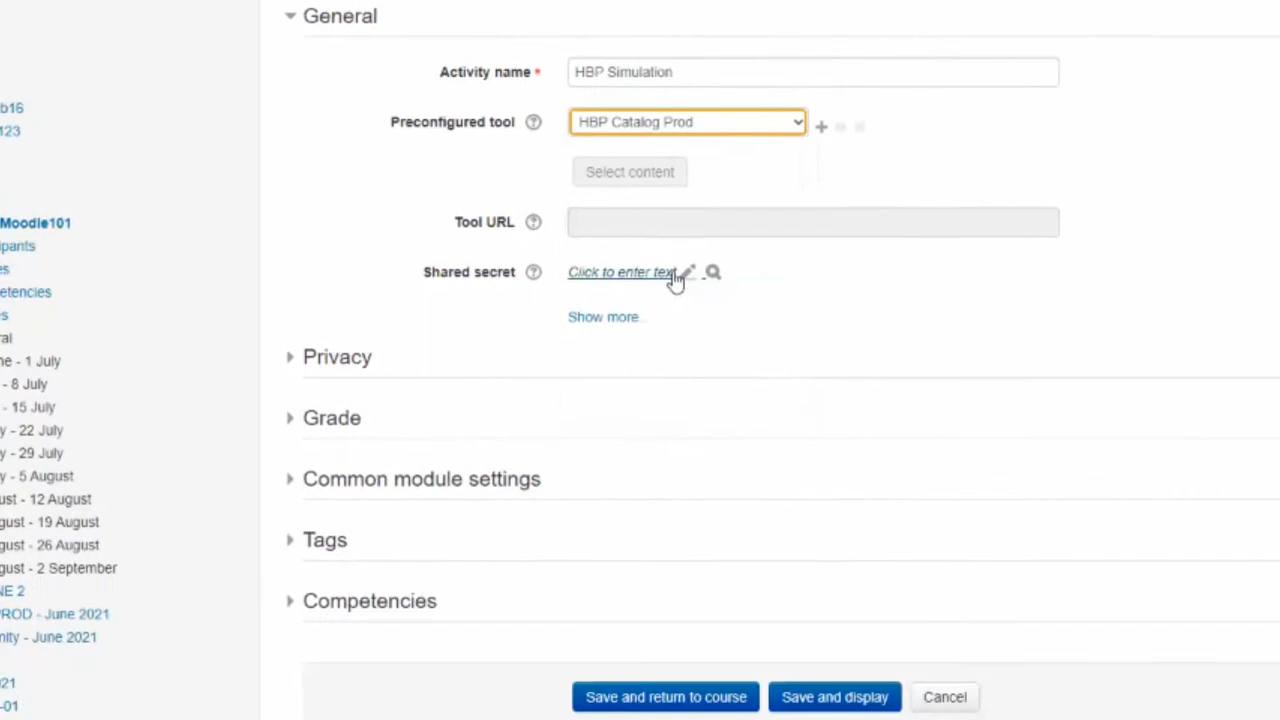 General
Activity name *
HBP Simulation
Preconfigured tool
HBP Catalog Prod
Select content
Tool URL
Shared secret
Click to enter text
Show more..
Privacy
Grade
Common module settings
Tags
Competencies
Save and return to course
Save and display
Cancel
b16
123
Moodle101
ipants
es
etencies
s
ral
ne - 1 July
- 8 July
- 15 July
y - 22 July
y - 29 July
y - 5 August
ust - 12 August
gust - 19 August
gust - 26 August
gust - 2 September
NE 2
PROD - June 2021
nity - June 2021
021
-01